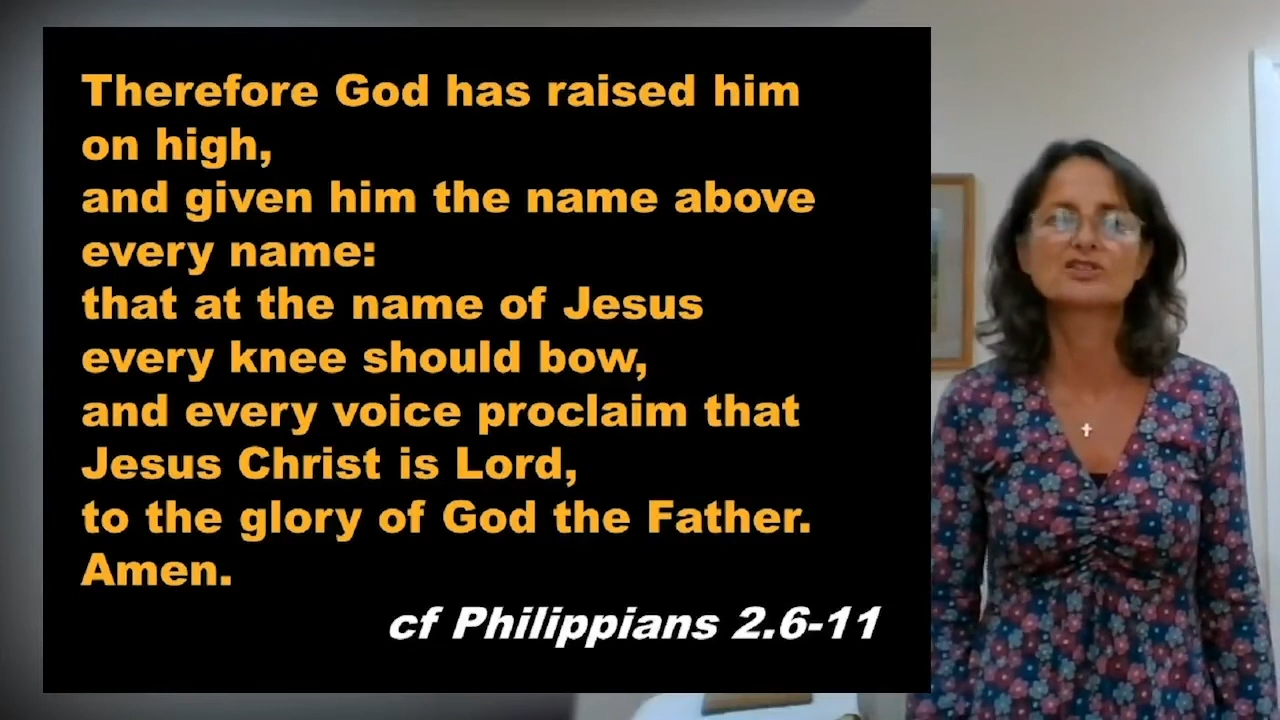 Therefore God has raised him
on high,
and given him the name above
every name:
that at the name of Jesus
every knee should bow,
and every voice proclaim that
Jesus Christ is Lord,
to the glory of God the Father.
Amen.
cf Philippians 2.6-11